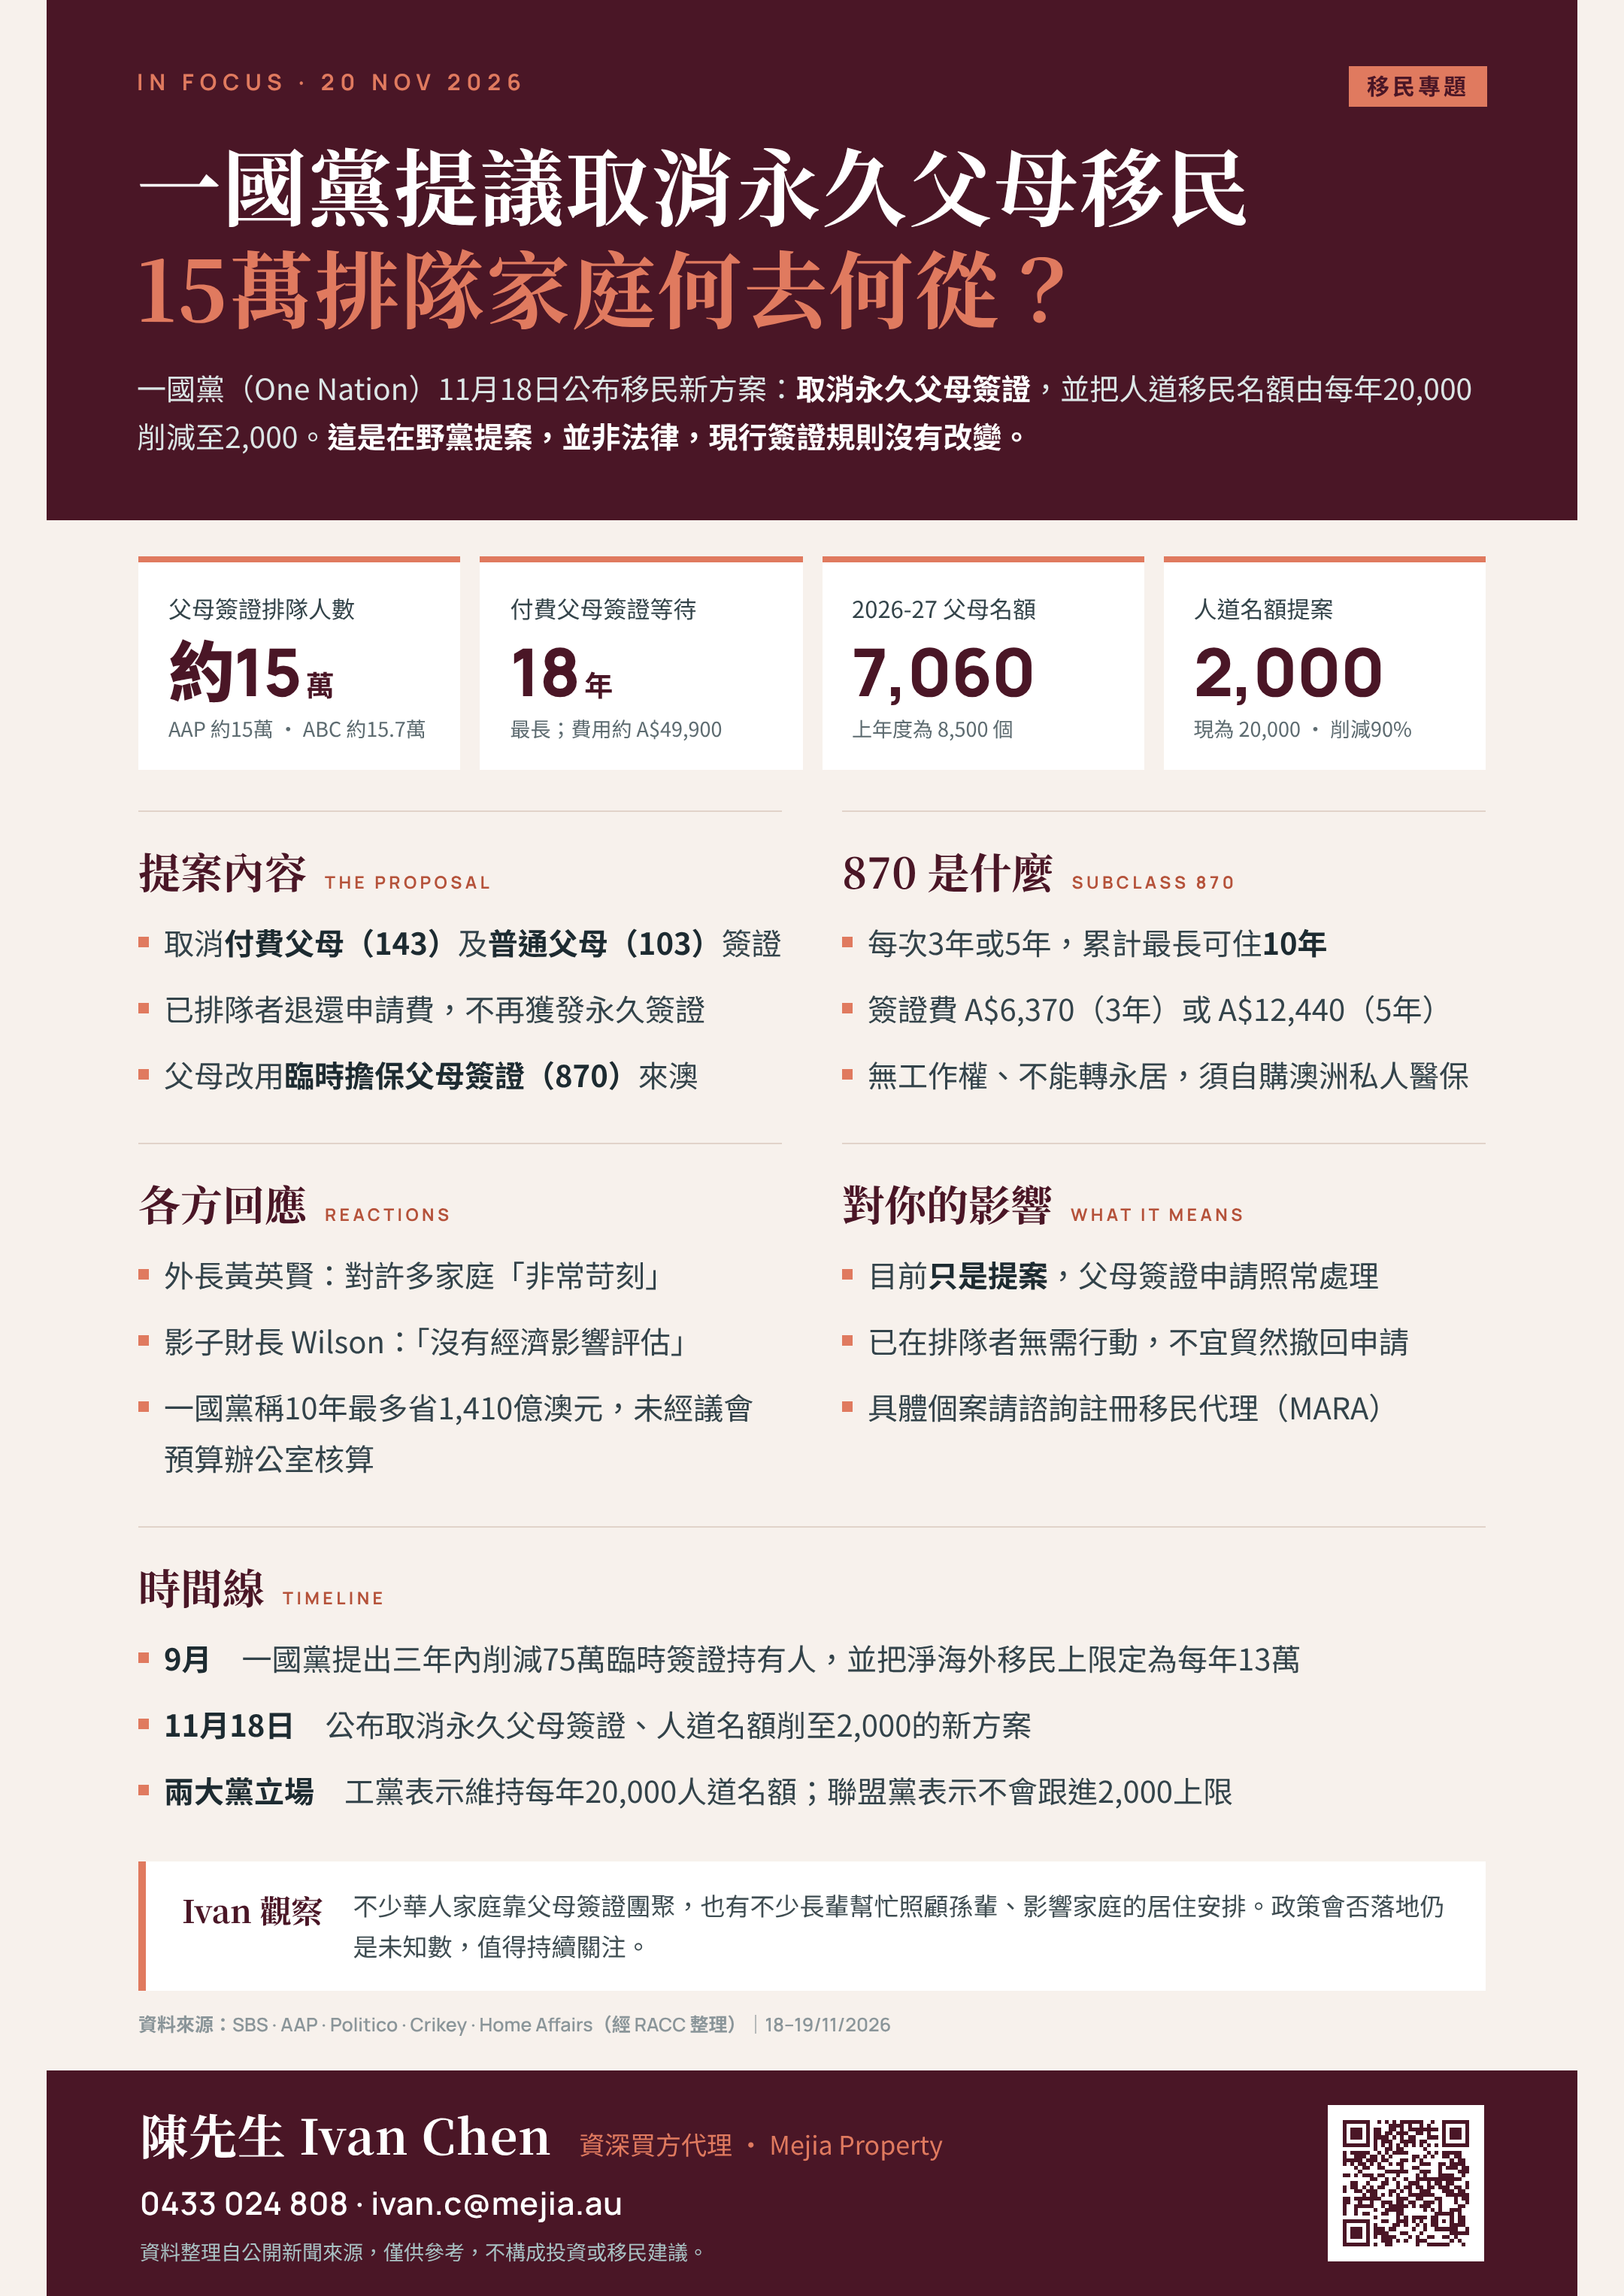 IN FOCUS · 20 NOV 2026
移民專題
一國黨提議取消永久父母移民
15萬排隊家庭何去何從？
一國黨（One Nation）11月18日公布移民新方案：取消永久父母簽證，並把人道移民名額由每年20,000
削減至2,000。這是在野黨提案，並非法律，現行簽證規則沒有改變。
父母簽證排隊人數
約15萬
AAP 約15萬 · ABC 約15.7萬
付費父母簽證等待
18年
最長；費用約 A$49,900
2026-27 父母名額
7,060
上年度為 8,500 個
人道名額提案
2,000
現為 20,000 · 削減90%
提案內容 THE PROPOSAL
取消付費父母（143）及普通父母（103）簽證
已排隊者退還申請費，不再獲發永久簽證
父母改用臨時擔保父母簽證（870）來澳
870 是什麼 SUBCLASS 870
每次3年或5年，累計最長可住10年
簽證費 A$6,370（3年）或 A$12,440（5年）
無工作權、不能轉永居，須自購澳洲私人醫保
各方回應 REACTIONS
外長黃英賢：對許多家庭「非常苛刻」
影子財長 Wilson：「沒有經濟影響評估」
一國黨稱10年最多省1,410億澳元，未經議會
預算辦公室核算
對你的影響 WHAT IT MEANS
目前只是提案，父母簽證申請照常處理
已在排隊者無需行動，不宜貿然撤回申請
具體個案請諮詢註冊移民代理（MARA）
時間線 TIMELINE
9月 一國黨提出三年內削減75萬臨時簽證持有人，並把淨海外移民上限定為每年13萬
11月18日 公布取消永久父母簽證、人道名額削至2,000的新方案
兩大黨立場 工黨表示維持每年20,000人道名額；聯盟黨表示不會跟進2,000上限
Ivan 觀察
不少華人家庭靠父母簽證團聚，也有不少長輩幫忙照顧孫輩、影響家庭的居住安排。政策會否落地仍
是未知數，值得持續關注。
資料來源：SBS · AAP · Politico · Crikey · Home Affairs（經 RACC 整理）｜18–19/11/2026
陳先生 Ivan Chen 資深買方代理 · Mejia Property
0433 024 808 · ivan.c@mejia.au
資料整理自公開新聞來源，僅供參考，不構成投資或移民建議。